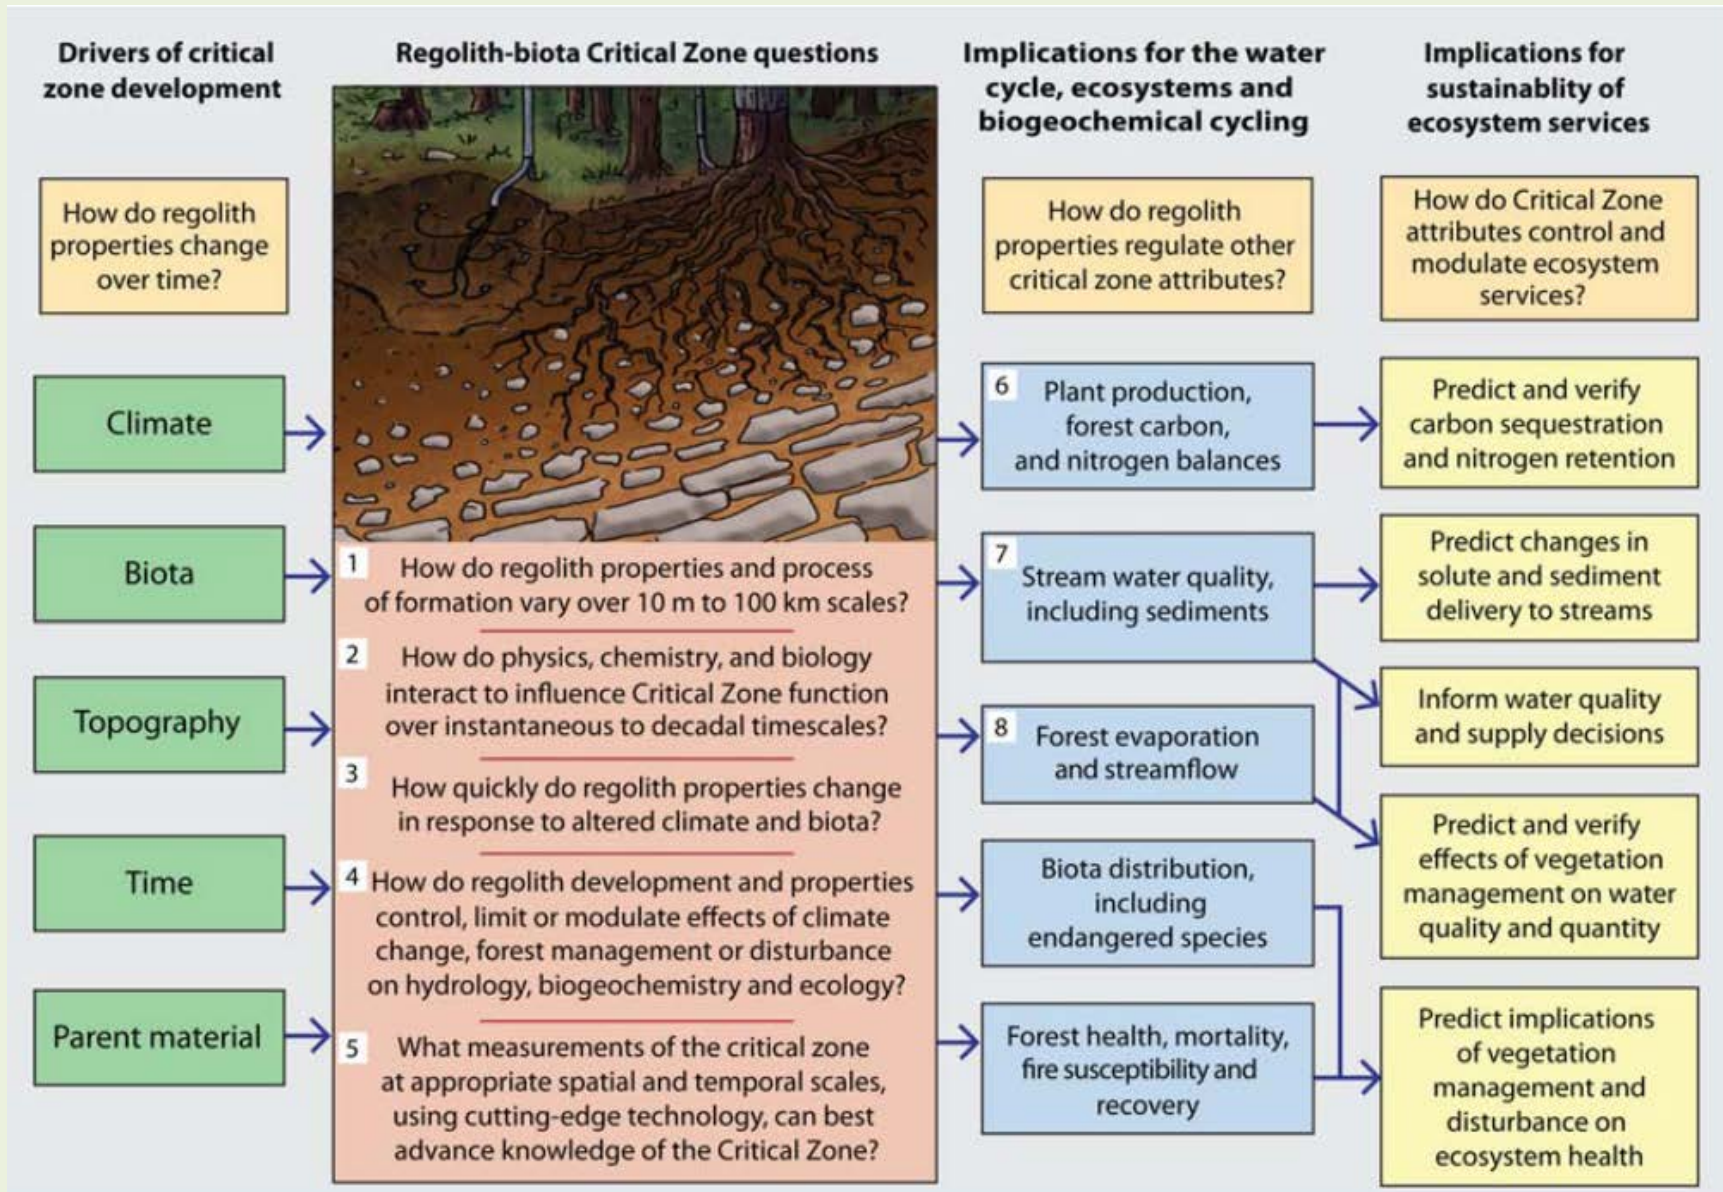 Drivers of critical
zone development
How do regolith
properties change
over time?
Climate
Biota
Topography
Time
Parent material
Regolith-biota Critical Zone questions
1
How do regolith properties and process
of formation vary over 10 m to 100 km scales?
2
How do physics, chemistry, and biology
interact to influence Critical Zone function
over instantaneous to decadal timescales?
3
How quickly do regolith properties change
in response to altered climate and biota?
4
How do regolith development and properties
control, limit or modulate effects of climate
change, forest management or disturbance
on hydrology, biogeochemistry and ecology?
5
What measurements of the critical zone
at appropriate spatial and temporal scales,
using cutting-edge technology, can best
advance knowledge of the Critical Zone?
Implications for the water
cycle, ecosystems and
biogeochemical cycling
How do regolith
properties regulate other
critical zone attributes?
6
Plant production,
forest carbon,
and nitrogen balances
7
Stream water quality,
including sediments
8
Forest evaporation
and streamflow
Biota distribution,
including
endangered species
Forest health, mortality,
fire susceptibility and
recovery
Implications for
sustainablity of
ecosystem services
How do Critical Zone
attributes control and
modulate ecosystem
services?
Predict and verify
carbon sequestration
and nitrogen retention
Predict changes in
solute and sediment
delivery to streams
Inform water quality
and supply decisions
Predict and verify
effects of vegetation
management on water
quality and quantity
Predict implications
of vegetation
management and
disturbance on
ecosystem health